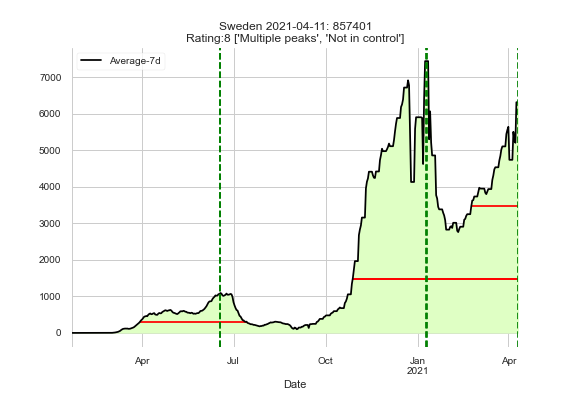 Sweden 2021-04-11: 857401
Rating:8 ['Multiple peaks', 'Not in control']
Average-7d
7000
6000
5000
4000
3000
2000
1000
0
Apr Jul Oct Jan Apr
2021
Date